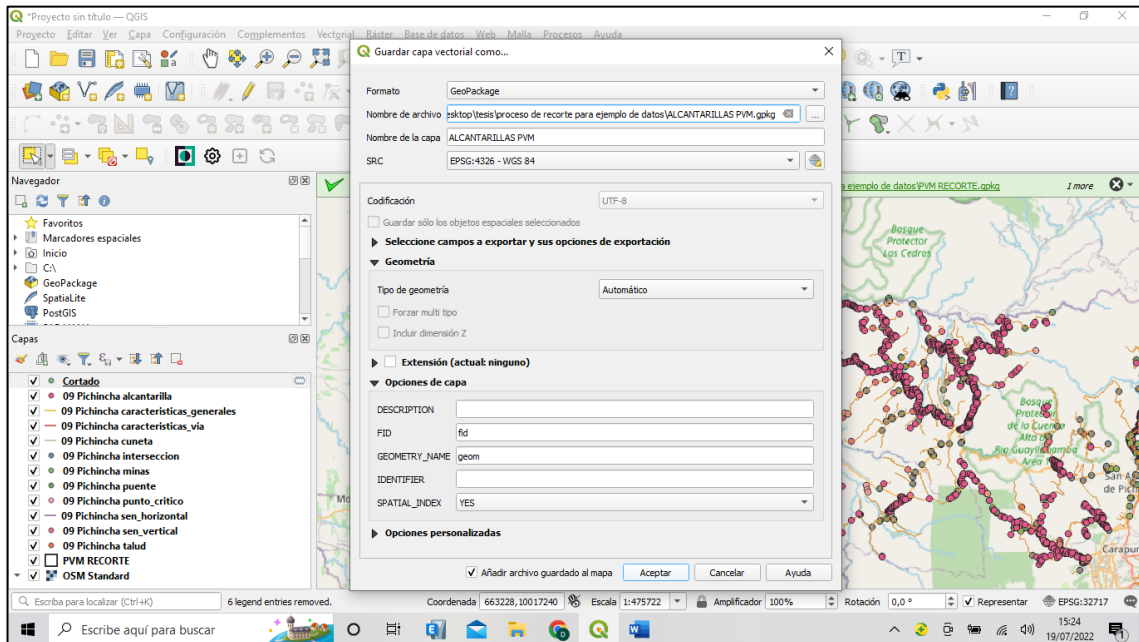 *Proyecto sin título — QGIS
Proyecto Editar Ver Capa Configuración Complementos Vectorial Ráster Base de datos Web Malla Procesos Ayuda
Guardar capa vectorial como...
Formato GeoPackage
Nombre de archivo esktop\tesis\proceso de recorte para ejemplo de datos\ALCANTARILLAS PVM.gpkg ...
Nombre de la capa ALCANTARILLAS PVM
SRC EPSG:4326 - WGS 84
Codificación UTF-8
Guardar sólo los objetos espaciales seleccionados
Seleccione campos a exportar y sus opciones de exportación
Geometría
Tipo de geometría Automático
Forzar multi tipo
Incluir dimensión Z
Extensión (actual: ninguno)
Opciones de capa
DESCRIPTION
FID fid
GEOMETRY_NAME geom
IDENTIFIER
SPATIAL_INDEX YES
Opciones personalizadas
Añadir archivo guardado al mapa Aceptar Cancelar Ayuda
Navegador
Favoritos
Marcadores espaciales
Inicio
C:\
GeoPackage
SpatiaLite
PostGIS
Capas
Cortado
09 Pichincha alcantarilla
09 Pichincha caracteristicas_generales
09 Pichincha caracteristicas_via
09 Pichincha cuneta
09 Pichincha interseccion
09 Pichincha minas
09 Pichincha puente
09 Pichincha punto_critico
09 Pichincha sen_horizontal
09 Pichincha sen_vertical
09 Pichincha talud
PVM RECORTE
OSM Standard
a ejemplo de datos\PVM RECORTE.gpkg 1 more
Bosque
Protector
Los Cedros
Bosque
Protector
de la Cuenca
Alta del
Rio Guayllabamba
Area 1
San A
de Pich
Carapun
Mo
Escriba para localizar (Ctrl+K) 6 legend entries removed. Coordenada 663228,10017240 Escala 1:475722 Amplificador 100% Rotación 0,0 ° Representar EPSG:32717
Escribe aquí para buscar
15:24
19/07/2022